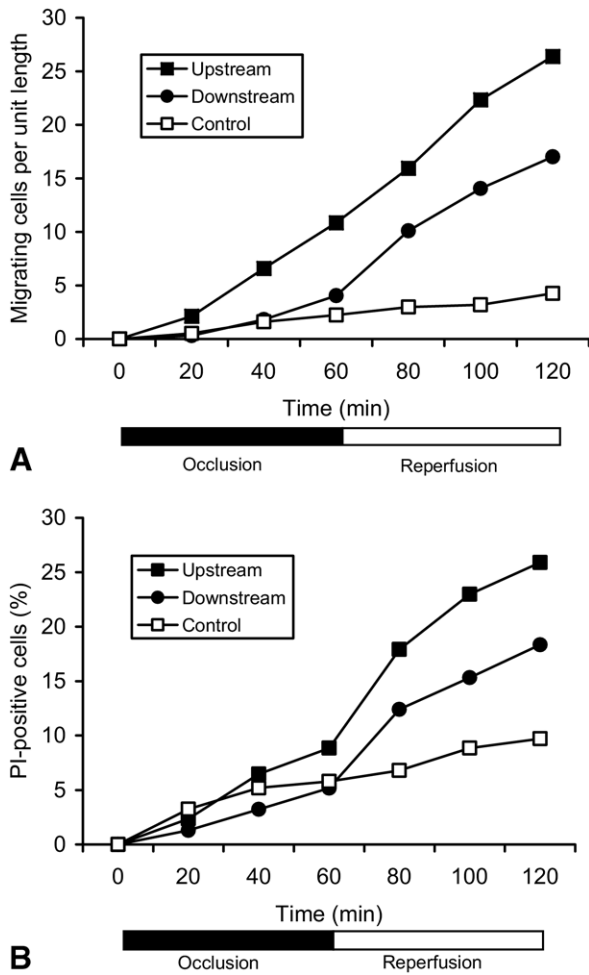 30
25
20
15
10
5
0
Migrating cells per unit length
Upstream
Downstream
Control
0 20 40 60 80 100 120
Time (min)
A
Occlusion Reperfusion
30
25
20
15
10
5
0
PI-positive cells (%)
Upstream
Downstream
Control
0 20 40 60 80 100 120
Time (min)
B
Occlusion Reperfusion